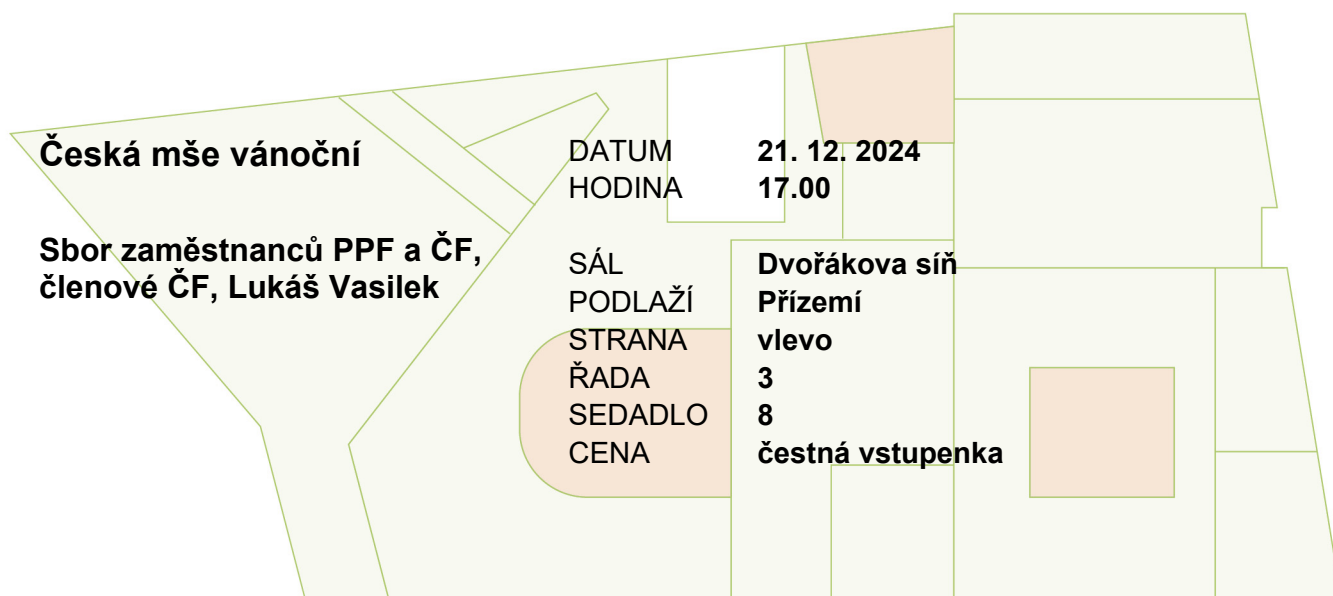 Česká mše vánoční
Sbor zaměstnanců PPF a ČF,
členové ČF, Lukáš Vasilek
DATUM 21. 12. 2024
HODINA 17.00
SÁL Dvořákova síň
PODLAŽÍ Přízemí
STRANA vlevo
ŘADA 3
SEDADLO 8
CENA čestná vstupenka